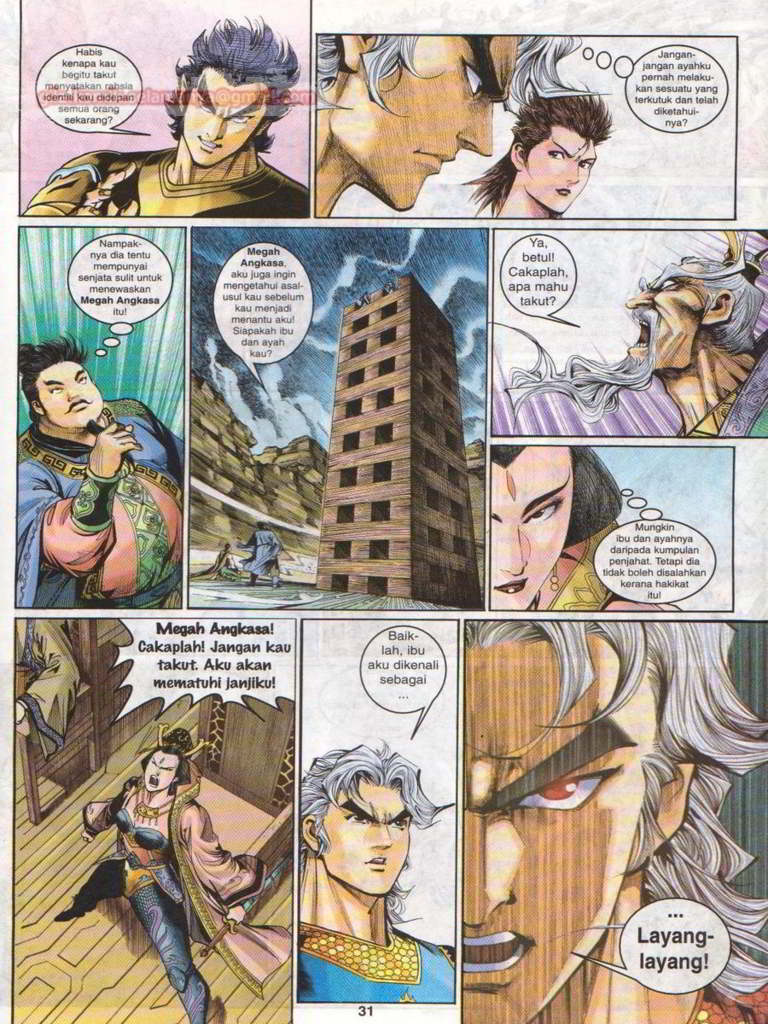 Habis
kenapa kau
begitu takut
menyatakan rahsia
identiti kau didepan
semua orang
sekarang?
Jangan-
jangan ayahku
pernah melaku-
kan sesuatu yang
terkutuk dan telah
diketahui-
nya?
Nampak-
nya dia tentu
mempunyai
senjata sulit untuk
menewaskan
Megah Angkasa
itu!
Megah
Angkasa,
aku juga ingin
mengetahui asal-
usul kau sebelum
kau menjadi
menantu aku!
Siapakah ibu
dan ayah
kau?
Ya,
betul!
Cakaplah,
apa mahu
takut?
Mungkin
ibu dan ayahnya
daripada kumpulan
penjahat. Tetapi dia
tidak boleh disalahkan
kerana hakikat
itu!
Megah Angkasa!
Cakaplah! Jangan kau
takut. Aku akan
mematuhi janjiku!
Baik-
lah, ibu
aku dikenali
sebagai
...
...
Layang-
layang!
31